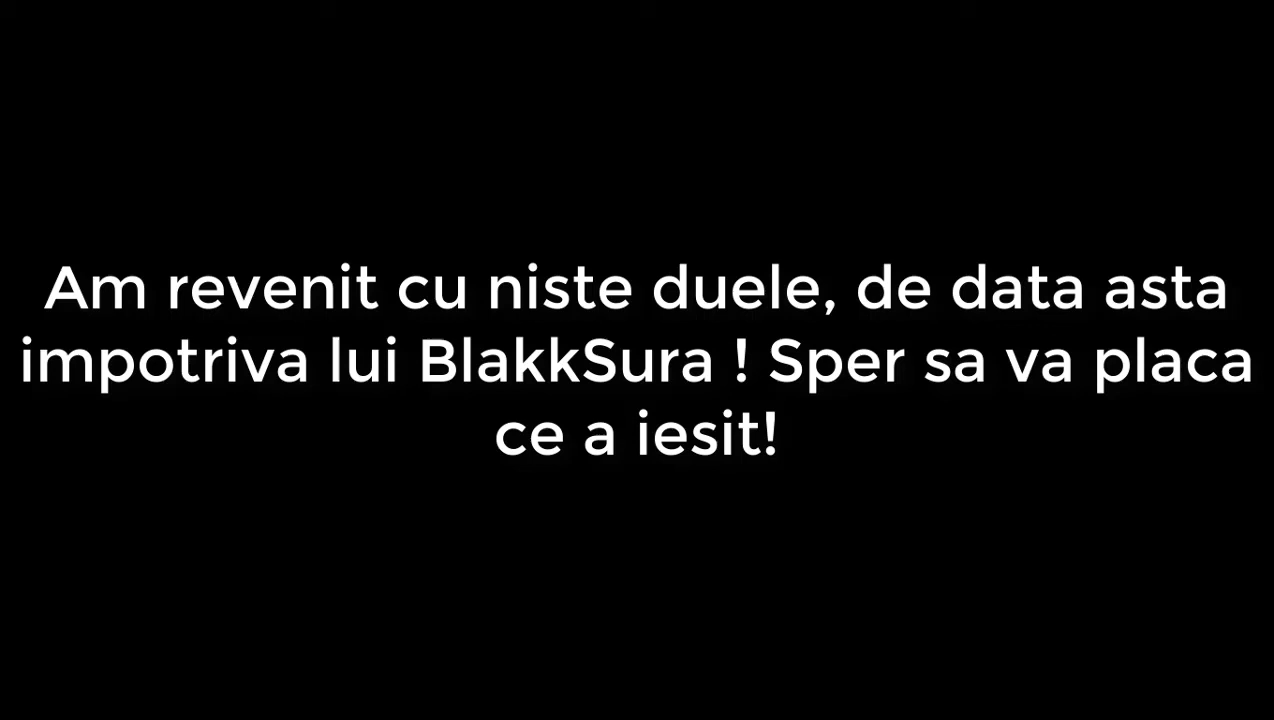 Am revenit cu niste duele, de data asta
impotriva lui BlakkSura ! Sper sa va placa
ce a iesit!